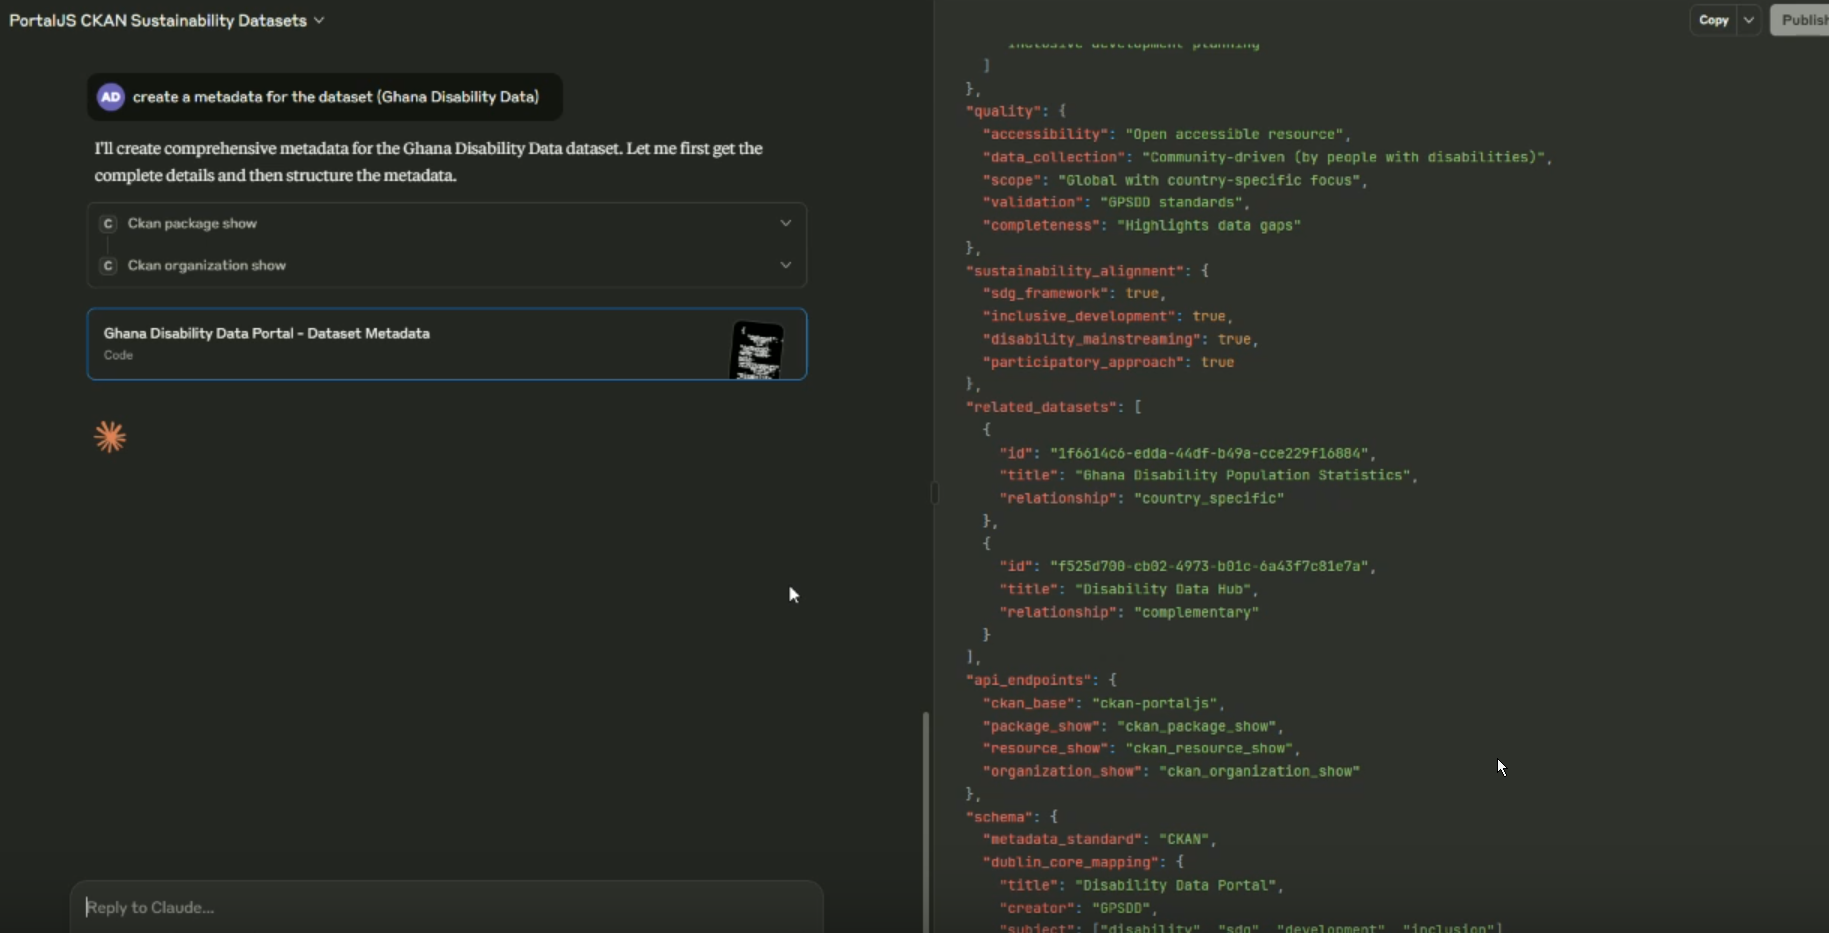 PortalJS CKAN Sustainability Datasets
Copy
Publish
AD
create a metadata for the dataset (Ghana Disability Data)
I'll create comprehensive metadata for the Ghana Disability Data dataset. Let me first get the
complete details and then structure the metadata.
C Ckan package show
C Ckan organization show
Ghana Disability Data Portal - Dataset Metadata
Code
Reply to Claude...
inclusive development planning
]
},
"quality": {
"accessibility": "Open accessible resource",
"data_collection": "Community-driven (by people with disabilities)",
"scope": "Global with country-specific focus",
"validation": "GPSDD standards",
"completeness": "Highlights data gaps"
},
"sustainability_alignment": {
"sdg_framework": true,
"inclusive_development": true,
"disability_mainstreaming": true,
"participatory_approach": true
},
"related_datasets": [
{
"id": "1f6614c6-edda-44df-b49a-cce229f16884",
"title": "Ghana Disability Population Statistics",
"relationship": "country_specific"
},
{
"id": "f525d700-cb02-4973-b01c-6a43f7c81e7a",
"title": "Disability Data Hub",
"relationship": "complementary"
}
],
"api_endpoints": {
"ckan_base": "ckan-portaljs",
"package_show": "ckan_package_show",
"resource_show": "ckan_resource_show",
"organization_show": "ckan_organization_show"
},
"schema": {
"metadata_standard": "CKAN",
"dublin_core_mapping": {
"title": "Disability Data Portal",
"creator": "GPSDD",
"subject": ["disability", "sdg", "development", "inclusion"]